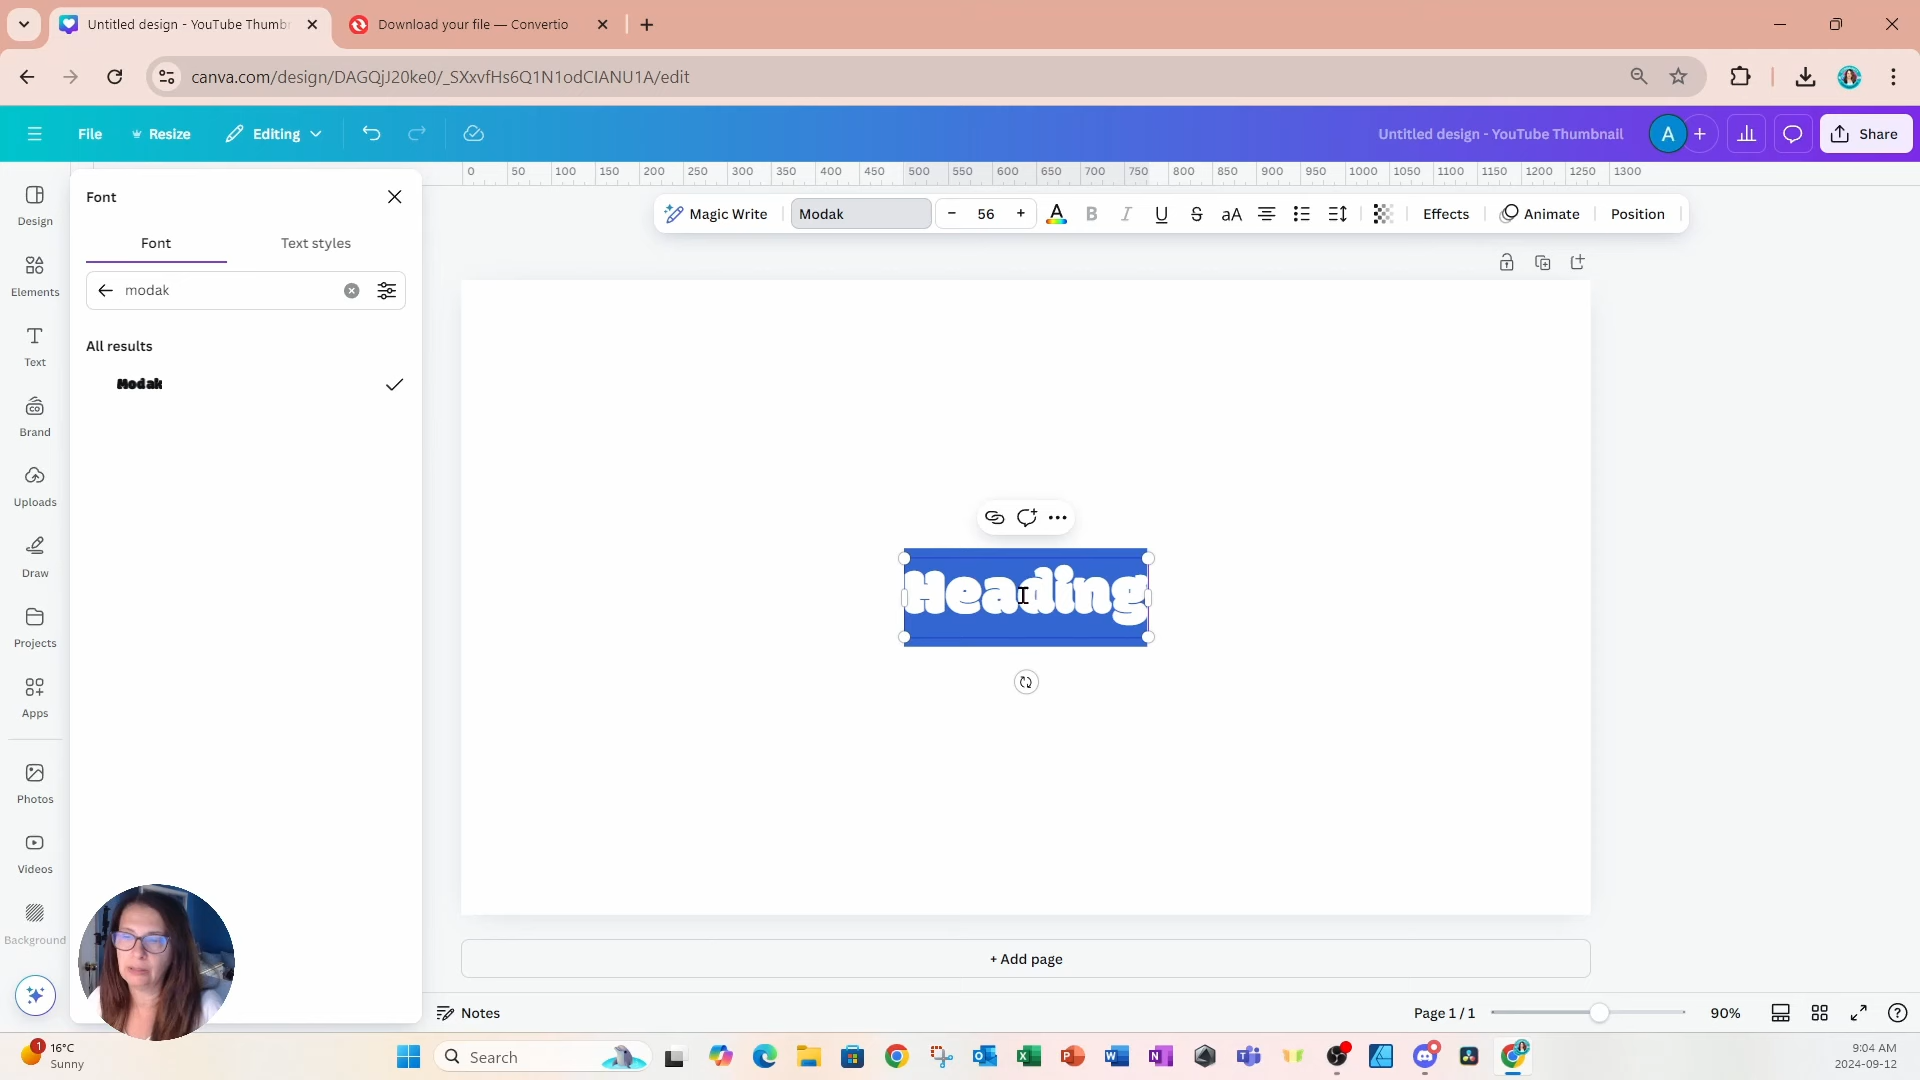 Untitled design - YouTube Thumbn
Download your file — Convertio
canva.com/design/DAGQjJ20ke0/_SXxvfHs6Q1N1odCIANU1A/edit
File
Resize
Editing
Untitled design - YouTube Thumbnail
A
Share
0 50 100 150 200 250 300 350 400 450 500 550 600 650 700 750 800 850 900 950 1000 1050 1100 1150 1200 1250 1300
Font
Magic Write
Modak
− 56 +
A B I U S aA
Effects
Animate
Position
Font
Text styles
modak
All results
Modak
Design
Elements
Text
Brand
Uploads
Draw
Projects
Apps
Photos
Videos
Background
Heading
+ Add page
Notes
Page 1 / 1
90%
1
16°C
Sunny
Search
9:04 AM
2024-09-12